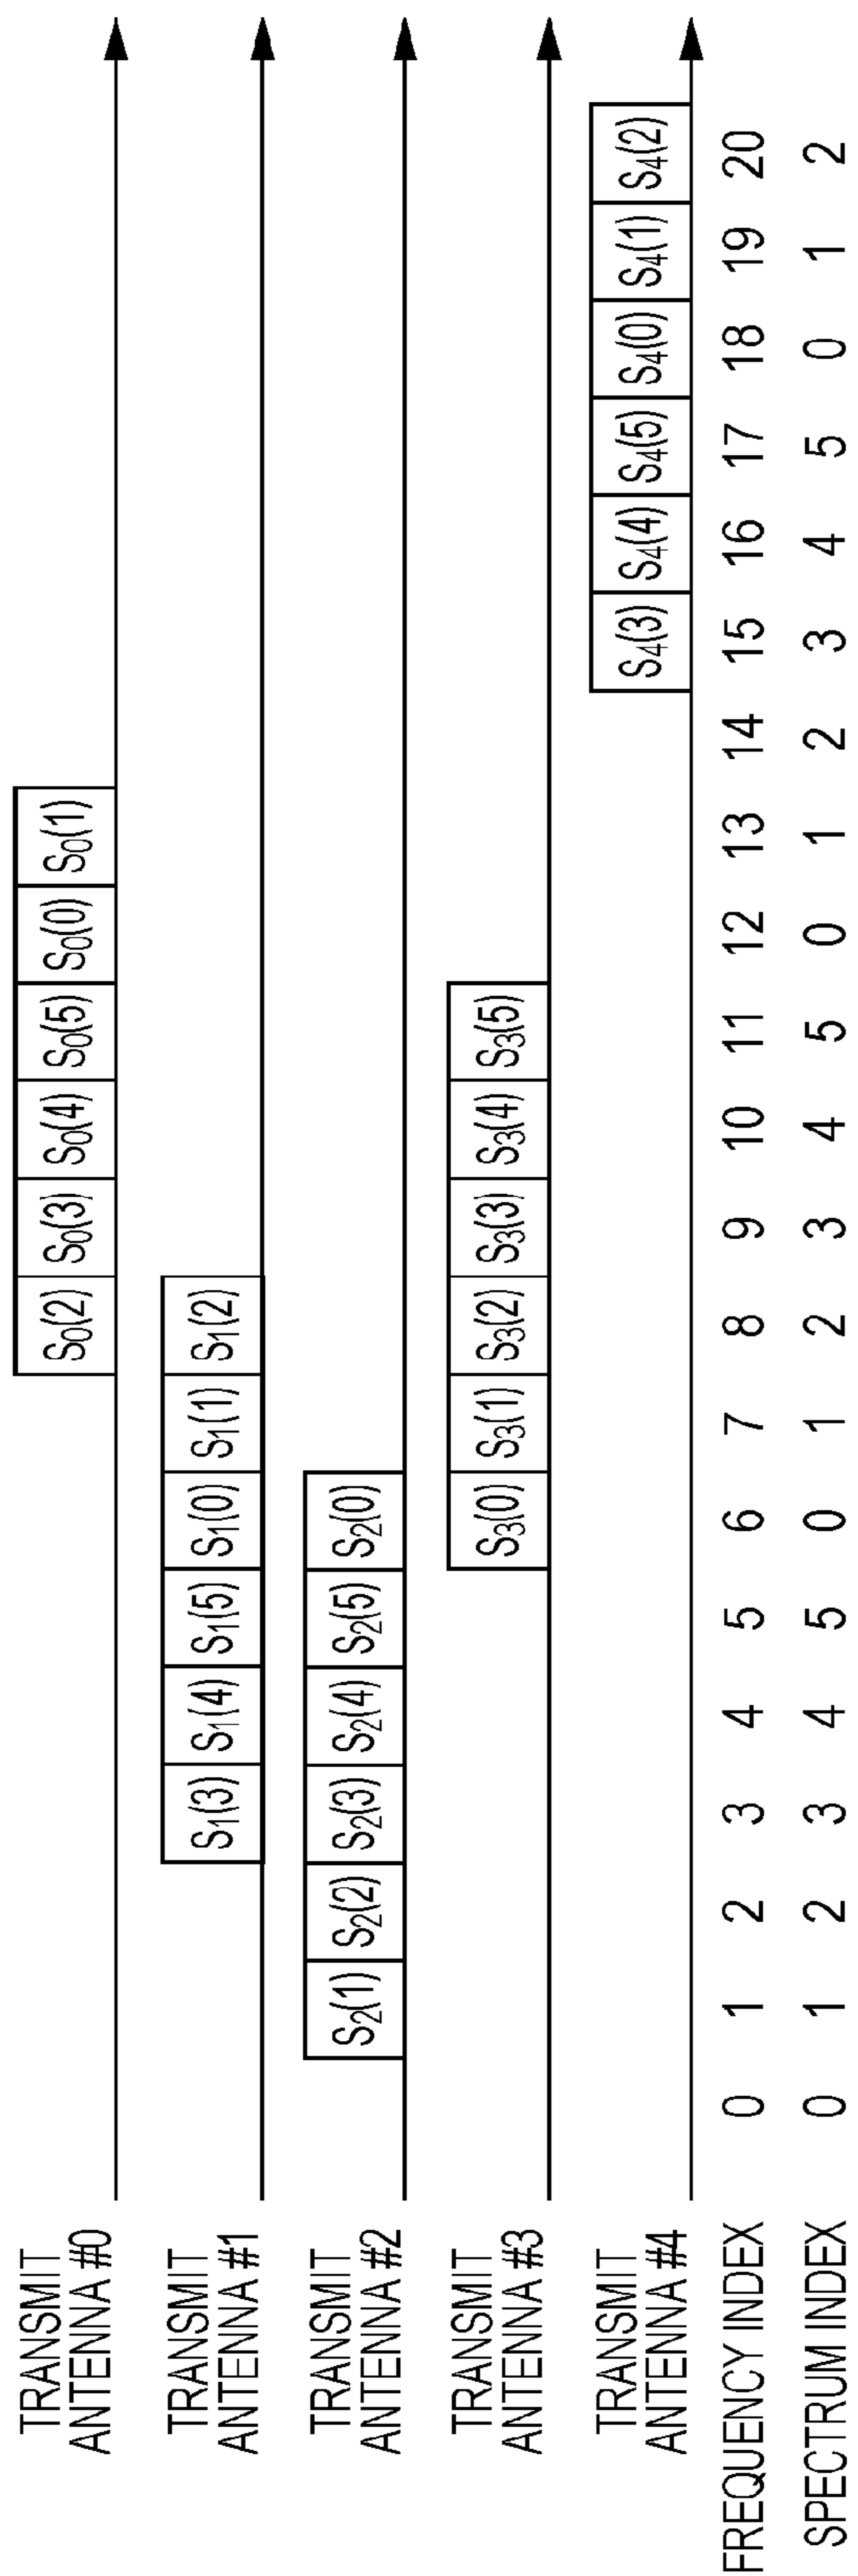 TRANSMIT
ANTENNA #0
S0(2) S0(3) S0(4) S0(5) S0(0) S0(1)
TRANSMIT
ANTENNA #1
S1(3) S1(4) S1(5) S1(0) S1(1) S1(2)
TRANSMIT
ANTENNA #2
S2(1) S2(2) S2(3) S2(4) S2(5) S2(0)
TRANSMIT
ANTENNA #3
S3(0) S3(1) S3(2) S3(3) S3(4) S3(5)
TRANSMIT
ANTENNA #4
S4(3) S4(4) S4(5) S4(0) S4(1) S4(2)
FREQUENCY INDEX 0 1 2 3 4 5 6 7 8 9 10 11 12 13 14 15 16 17 18 19 20
SPECTRUM INDEX 0 1 2 3 4 5 0 1 2 3 4 5 0 1 2 3 4 5 0 1 2